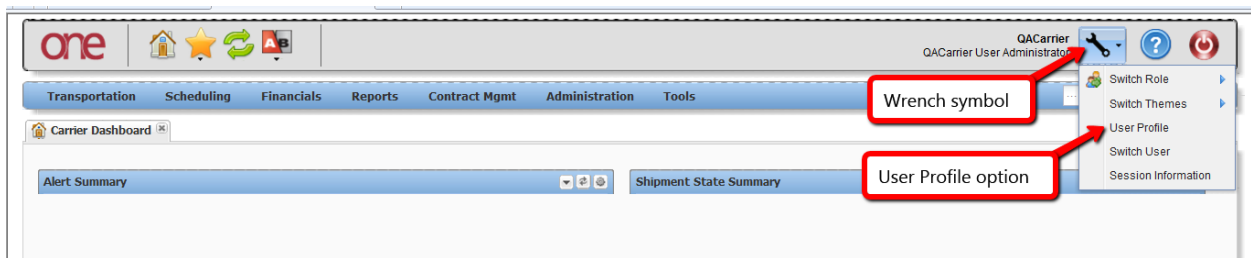 one
A B
QACarrier
QACarrier User Administrator
Transportation Scheduling Financials Reports Contract Mgmt Administration Tools
Wrench symbol
Switch Role
Switch Themes
User Profile
Switch User
Session Information
Carrier Dashboard
User Profile option
Alert Summary
Shipment State Summary